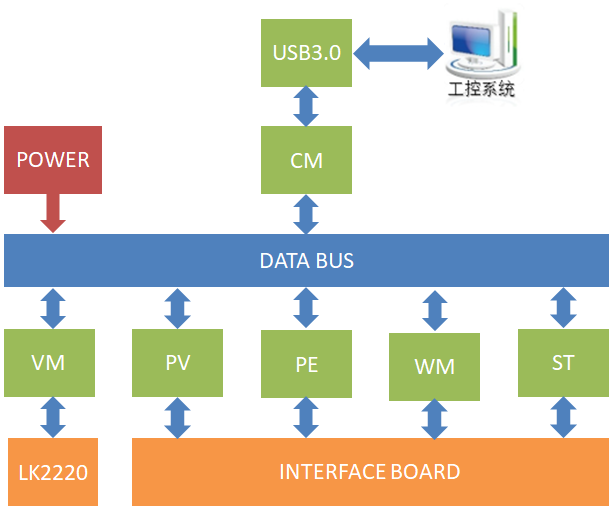 USB3.0
工控系统
POWER
CM
DATA BUS
VM
PV
PE
WM
ST
LK2220
INTERFACE BOARD